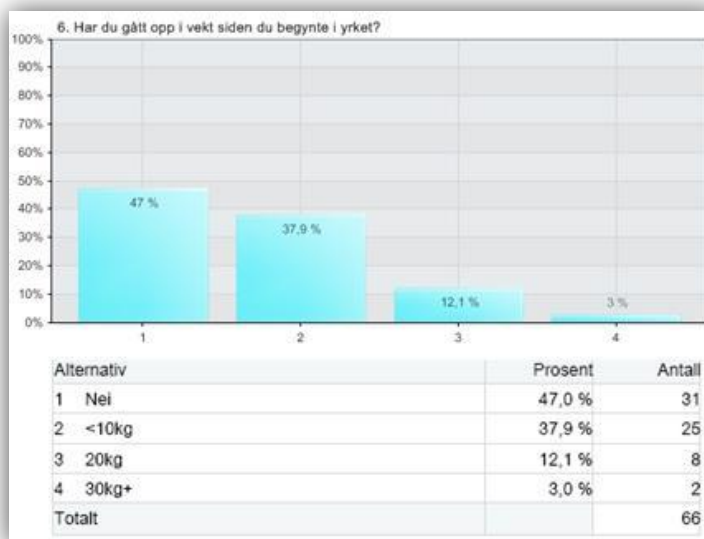 6. Har du gått opp i vekt siden du begynte i yrket?
100%
90%
80%
70%
60%
50%
40%
30%
20%
10%
0%
47 %
37,9 %
12,1 %
3 %
1 2 3 4
Alternativ Prosent Antall
1 Nei 47,0 % 31
2 <10kg 37,9 % 25
3 20kg 12,1 % 8
4 30kg+ 3,0 % 2
Totalt 66